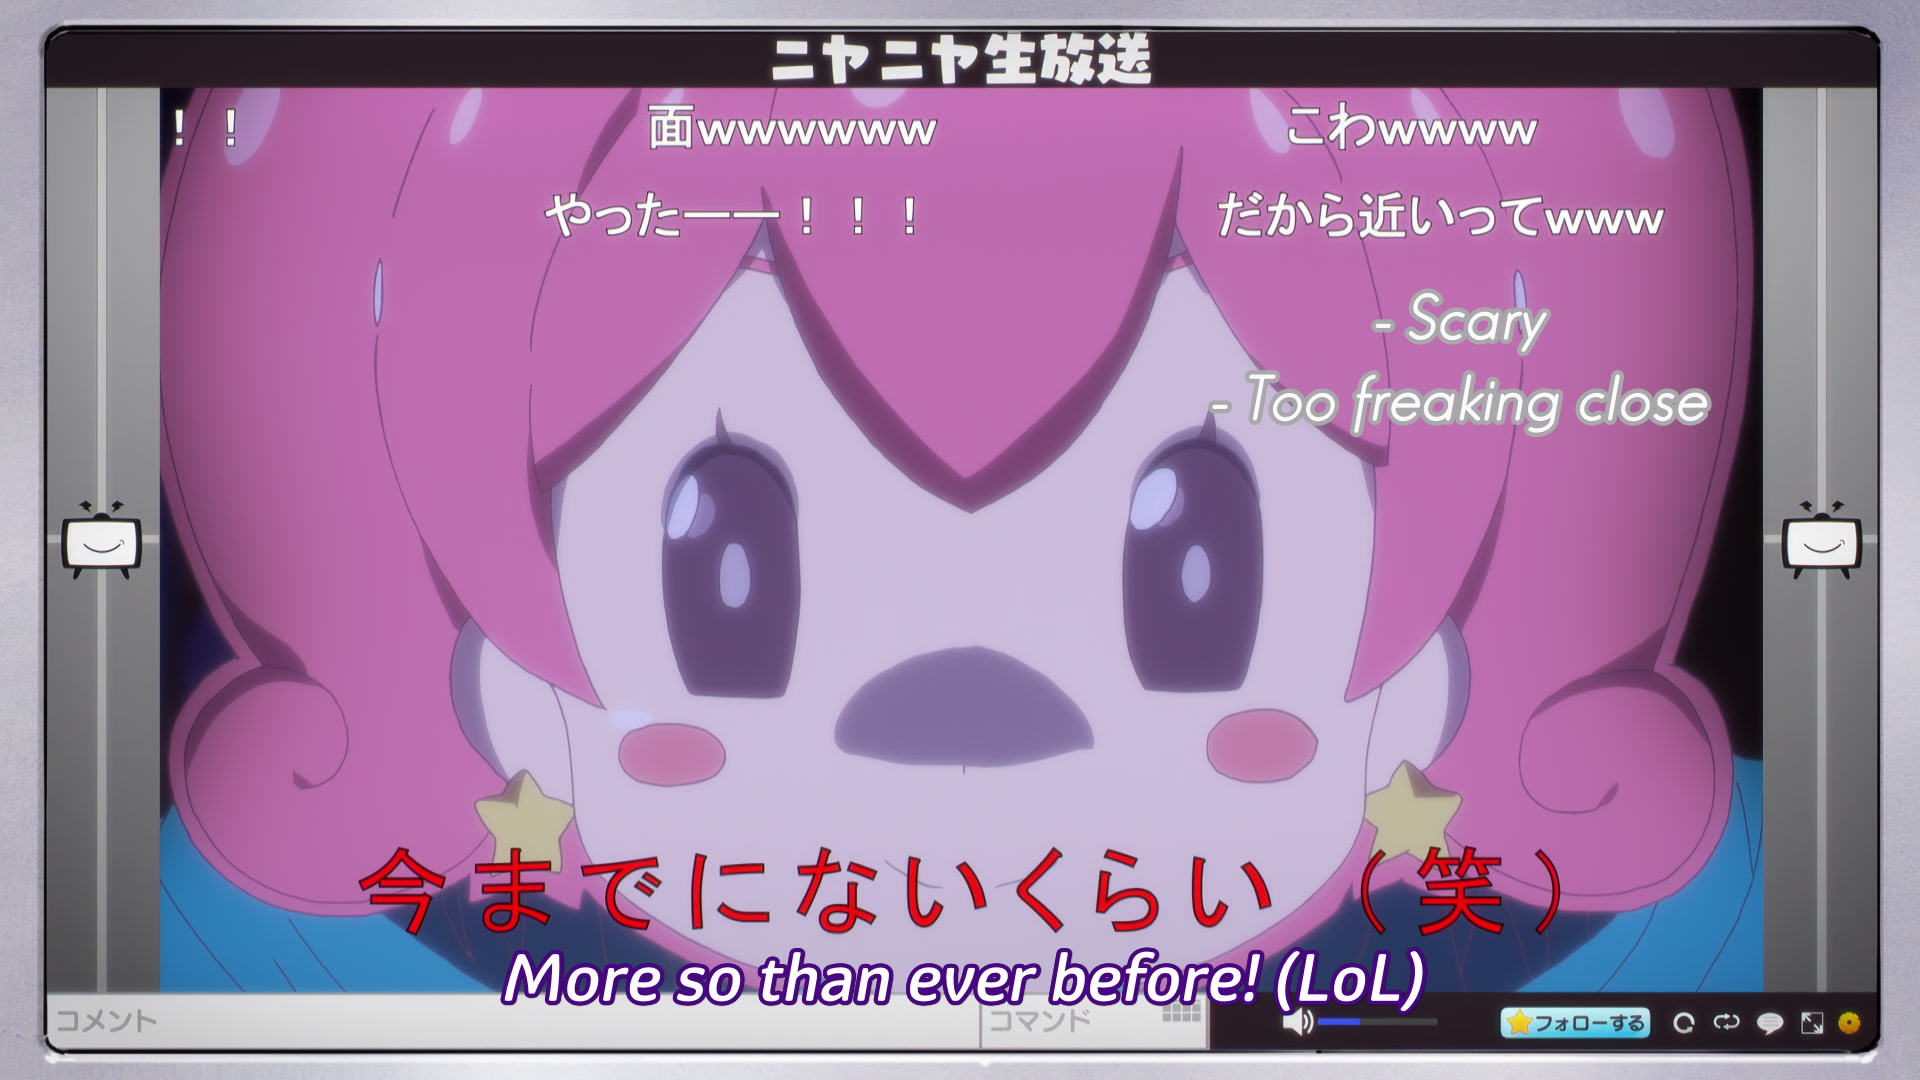 ニヤニヤ生放送
！！
面wwwwwww
こわwwww
やったーー！！！
だから近いってwww
- Scary
- Too freaking close
今までにないくらい（笑）
More so than ever before! (LoL)
コメント
コマンド
フォローする